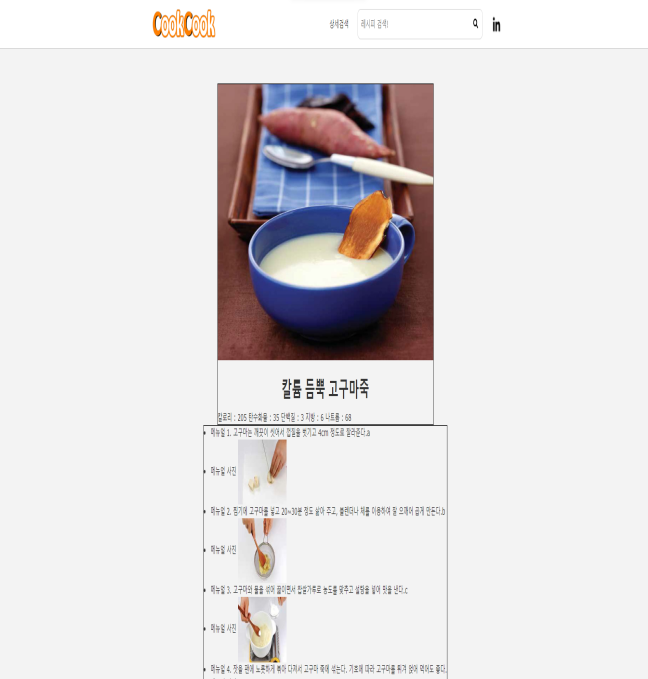 CookCook
상세검색
레시피 검색!
in
칼륨 듬뿍 고구마죽
칼로리 : 205 탄수화물 : 35 단백질 : 3 지방 : 6 나트륨 : 68
메뉴얼 1. 고구마는 깨끗이 씻어서 껍질을 벗기고 4cm 정도로 잘라준다.a
메뉴얼 사진
메뉴얼 2. 찜기에 고구마를 넣고 20~30분 정도 삶아 주고, 블렌더나 체를 이용하여 잘 으깨어 곱게 만든다.b
메뉴얼 사진
메뉴얼 3. 고구마와 물을 섞어 끓이면서 찹쌀가루로 농도를 맞추고 설탕을 넣어 맛을 낸다.c
메뉴얼 사진
메뉴얼 4. 잣을 팬에 노릇하게 볶아 다져서 고구마 죽에 섞는다. 기호에 따라 고구마를 튀겨 얹어 먹어도 좋다.